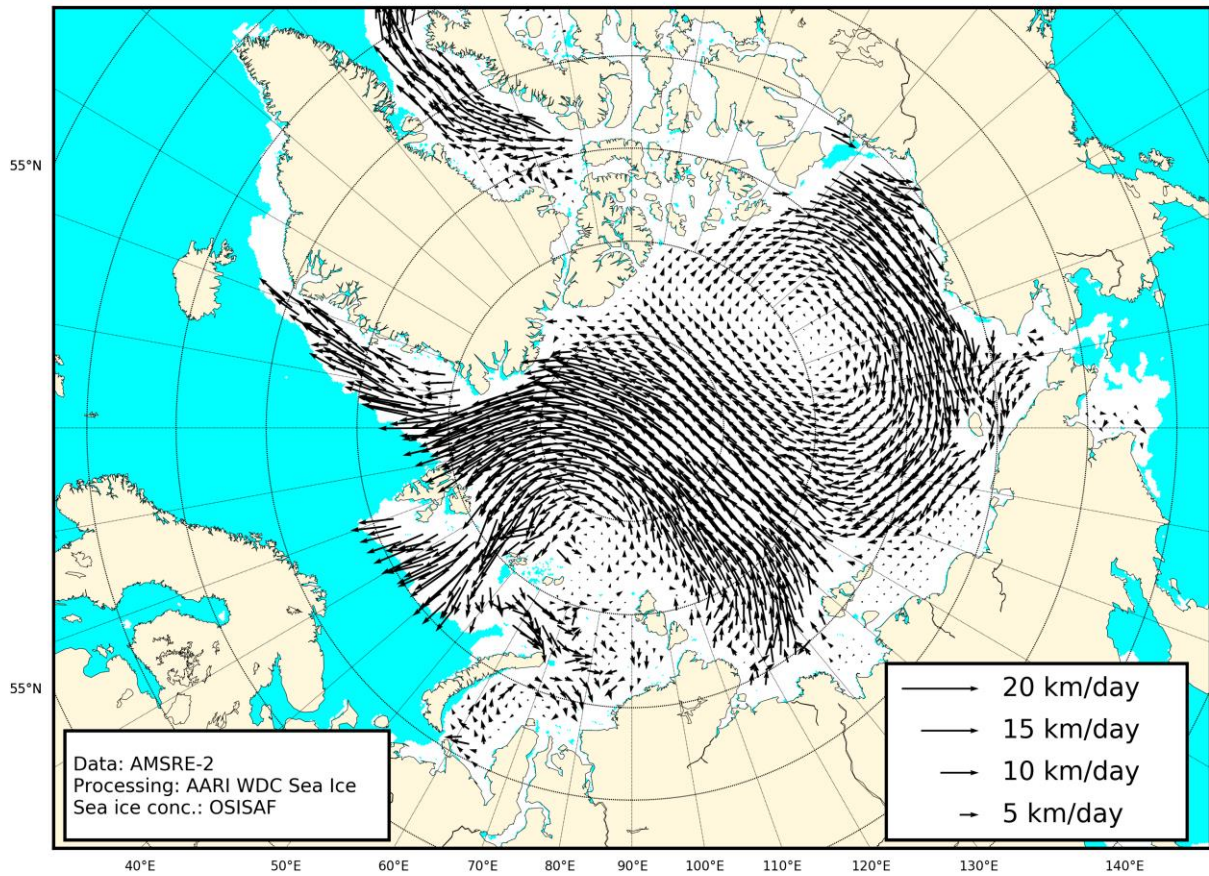 55°N
55°N
Data: AMSRE-2
Processing: AARI WDC Sea Ice
Sea ice conc.: OSISAF
20 km/day
15 km/day
10 km/day
5 km/day
40°E 50°E 60°E 70°E 80°E 90°E 100°E 110°E 120°E 130°E 140°E